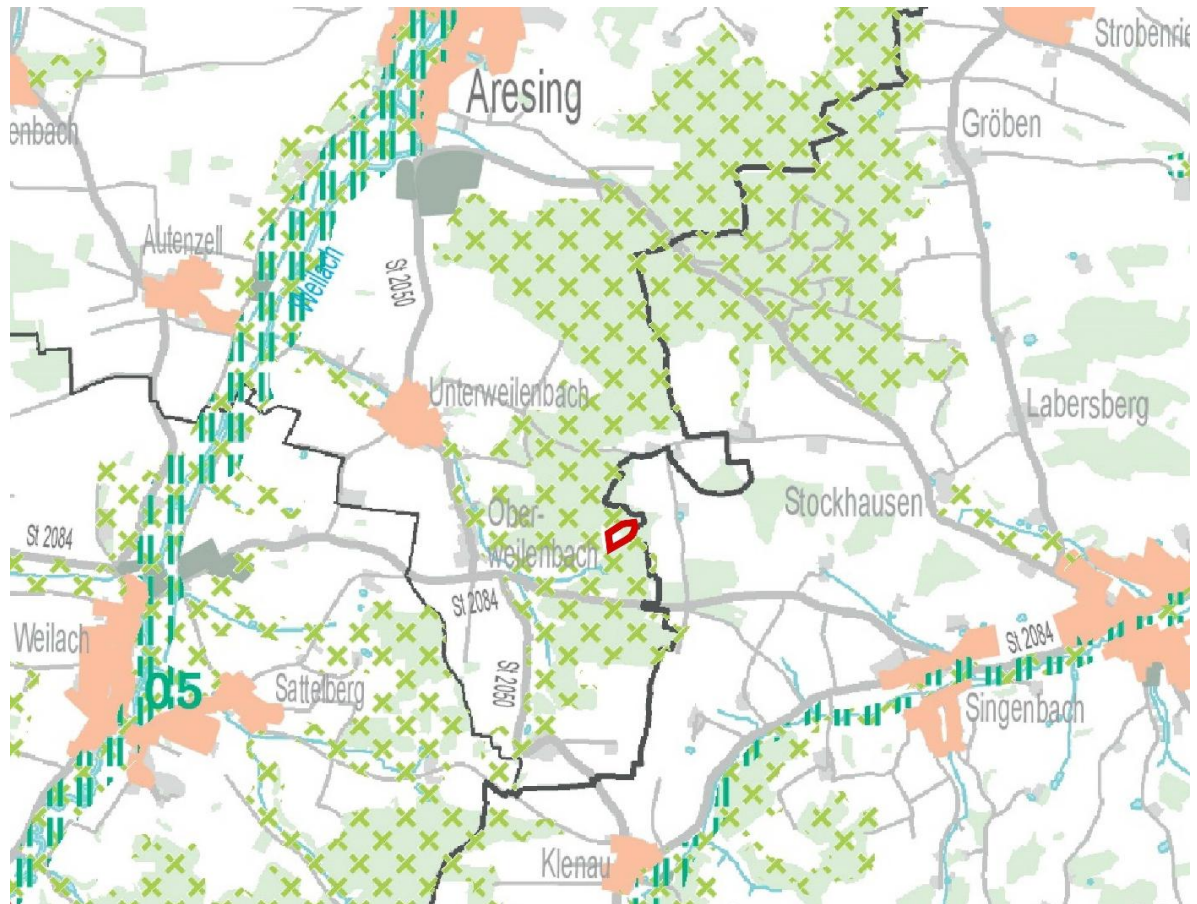 Strobenrie
Aresing
enbach
Gröben
Autenzell
Weilach
St 2050
Unterweilenbach
Labersberg
Ober-
weilenbach
Stockhausen
St 2084
St 2084
Weilach
St 2084
05
Sattelberg
St 2050
Singenbach
Klenau